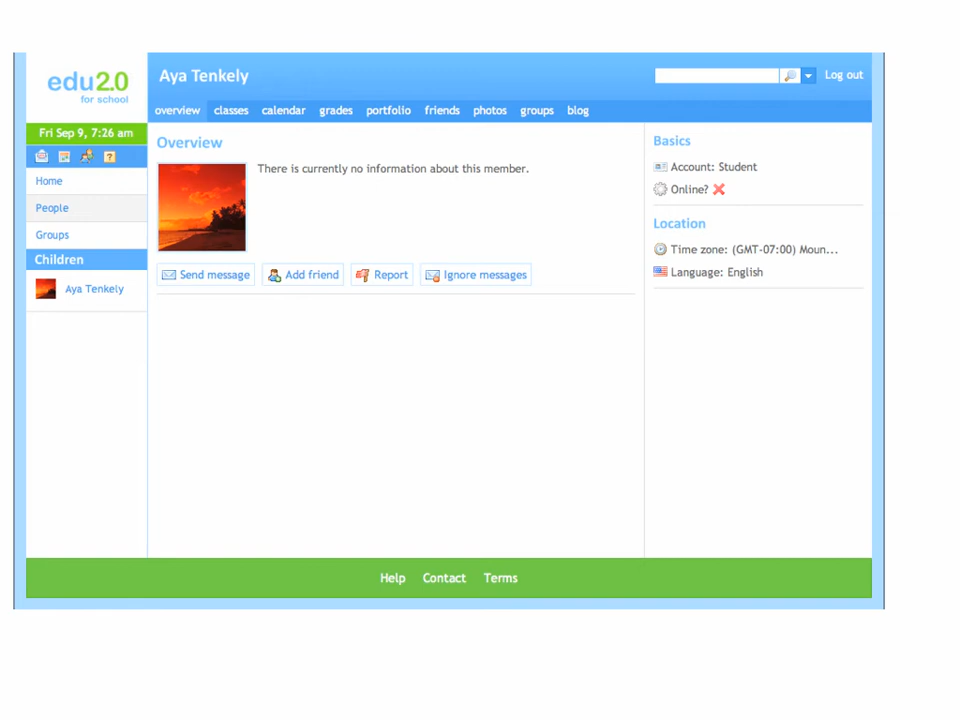 edu2.0
for school
Aya Tenkely
Log out
overview classes calendar grades portfolio friends photos groups blog
Fri Sep 9, 7:26 am
Home
People
Groups
Children
Aya Tenkely
Overview
There is currently no information about this member.
Send message Add friend Report Ignore messages
Basics
Account: Student
Online?
Location
Time zone: (GMT-07:00) Moun...
Language: English
Help Contact Terms